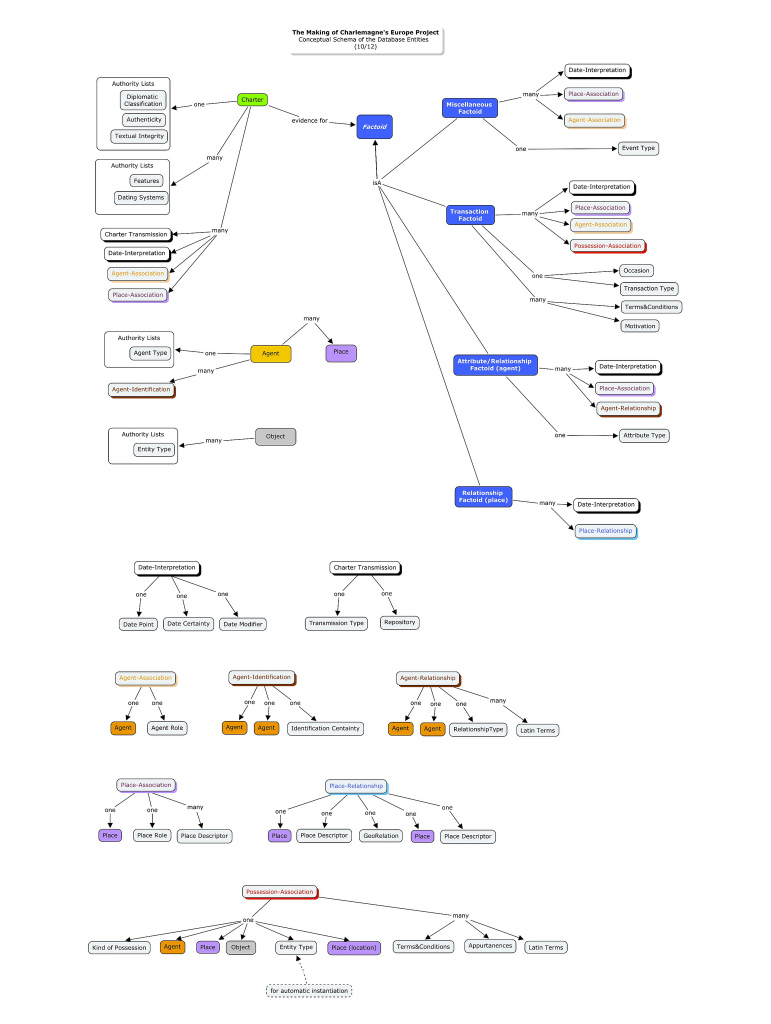 The Making of Charlemagne's Europe Project
Conceptual Schema of the Database Entities
(10/12)
Authority Lists
Diplomatic
Classification
Authenticity
Textual Integrity
one
Charter
evidence for
Factoid
many
Authority Lists
Features
Dating Systems
many
Charter Transmission
Date-Interpretation
Agent-Association
Place-Association
isA
Miscellaneous
Factoid
many
Date-Interpretation
Place-Association
Agent-Association
one
Event Type
Transaction
Factoid
many
Date-Interpretation
Place-Association
Agent-Association
Possession-Association
one
Occasion
Transaction Type
many
Terms&Conditions
Motivation
many
Authority Lists
Agent Type
one
Agent
Place
many
Agent-Identification
Attribute/Relationship
Factoid (agent)
many
Date-Interpretation
Place-Association
Agent-Relationship
one
Attribute Type
Authority Lists
Entity Type
many
Object
Relationship
Factoid (place)
many
Date-Interpretation
Place-Relationship
Date-Interpretation
one
one
one
Date Point
Date Certainty
Date Modifier
Charter Transmission
one
one
Transmission Type
Repository
Agent-Association
one
one
Agent
Agent Role
Agent-Identification
one
one
one
Agent
Agent
Identification Centainty
Agent-Relationship
one
one
one
many
Agent
Agent
RelationshipType
Latin Terms
Place-Association
one
one
many
Place
Place Role
Place Descriptor
Place-Relationship
one
one
one
one
one
Place
Place Descriptor
GeoRelation
Place
Place Descriptor
Possession-Association
one
many
Kind of Possession
Agent
Place
Object
Entity Type
Place (location)
Terms&Conditions
Appurtanences
Latin Terms
for automatic instantiation